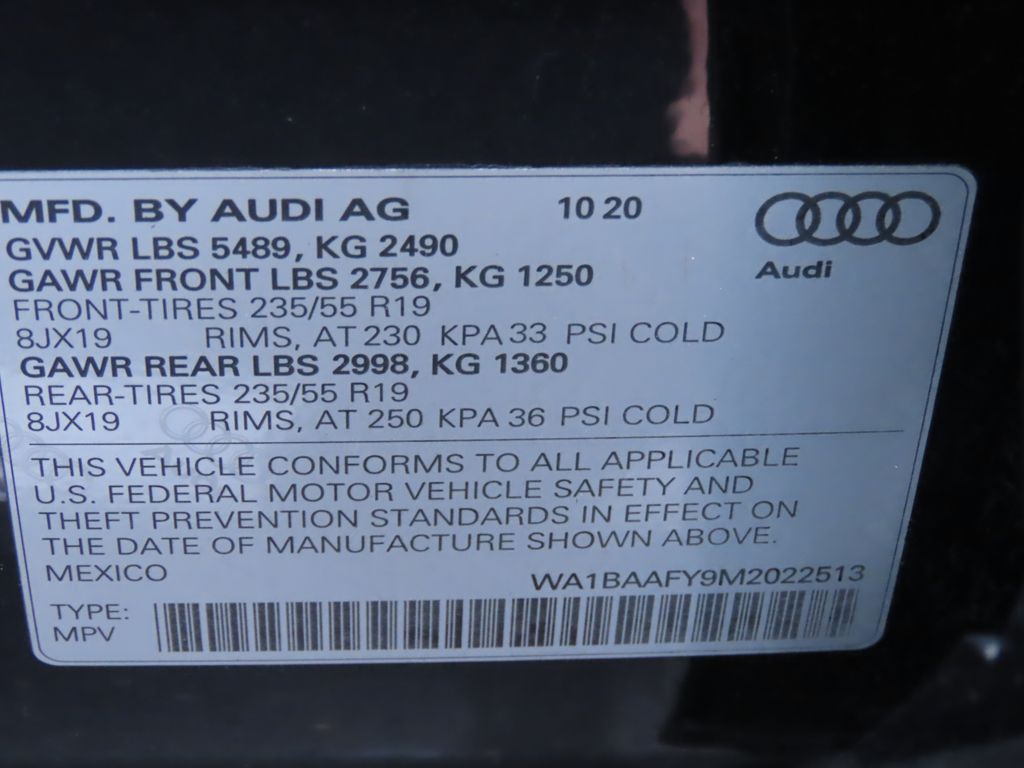 MFD. BY AUDI AG 10 20
Audi
GVWR LBS 5489, KG 2490
GAWR FRONT LBS 2756, KG 1250
FRONT-TIRES 235/55 R19
8JX19 RIMS, AT 230 KPA 33 PSI COLD
GAWR REAR LBS 2998, KG 1360
REAR-TIRES 235/55 R19
8JX19 RIMS, AT 250 KPA 36 PSI COLD
THIS VEHICLE CONFORMS TO ALL APPLICABLE
U.S. FEDERAL MOTOR VEHICLE SAFETY AND
THEFT PREVENTION STANDARDS IN EFFECT ON
THE DATE OF MANUFACTURE SHOWN ABOVE.
MEXICO WA1BAAFY9M2022513
TYPE:
MPV